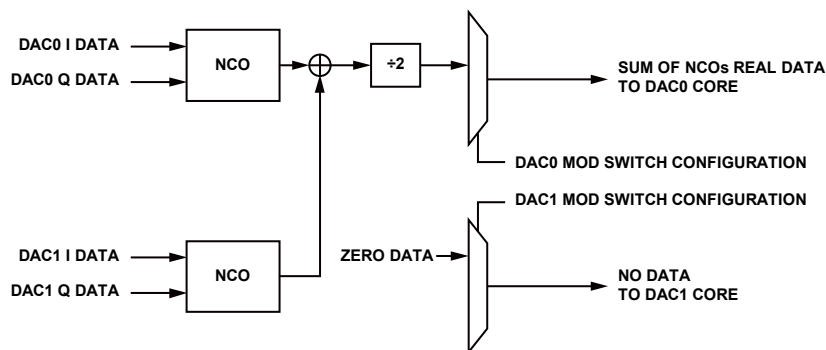 DAC0 I DATA
DAC0 Q DATA
NCO
÷2
SUM OF NCOs REAL DATA
TO DAC0 CORE
DAC0 MOD SWITCH CONFIGURATION
DAC1 MOD SWITCH CONFIGURATION
DAC1 I DATA
DAC1 Q DATA
NCO
ZERO DATA
NO DATA
TO DAC1 CORE